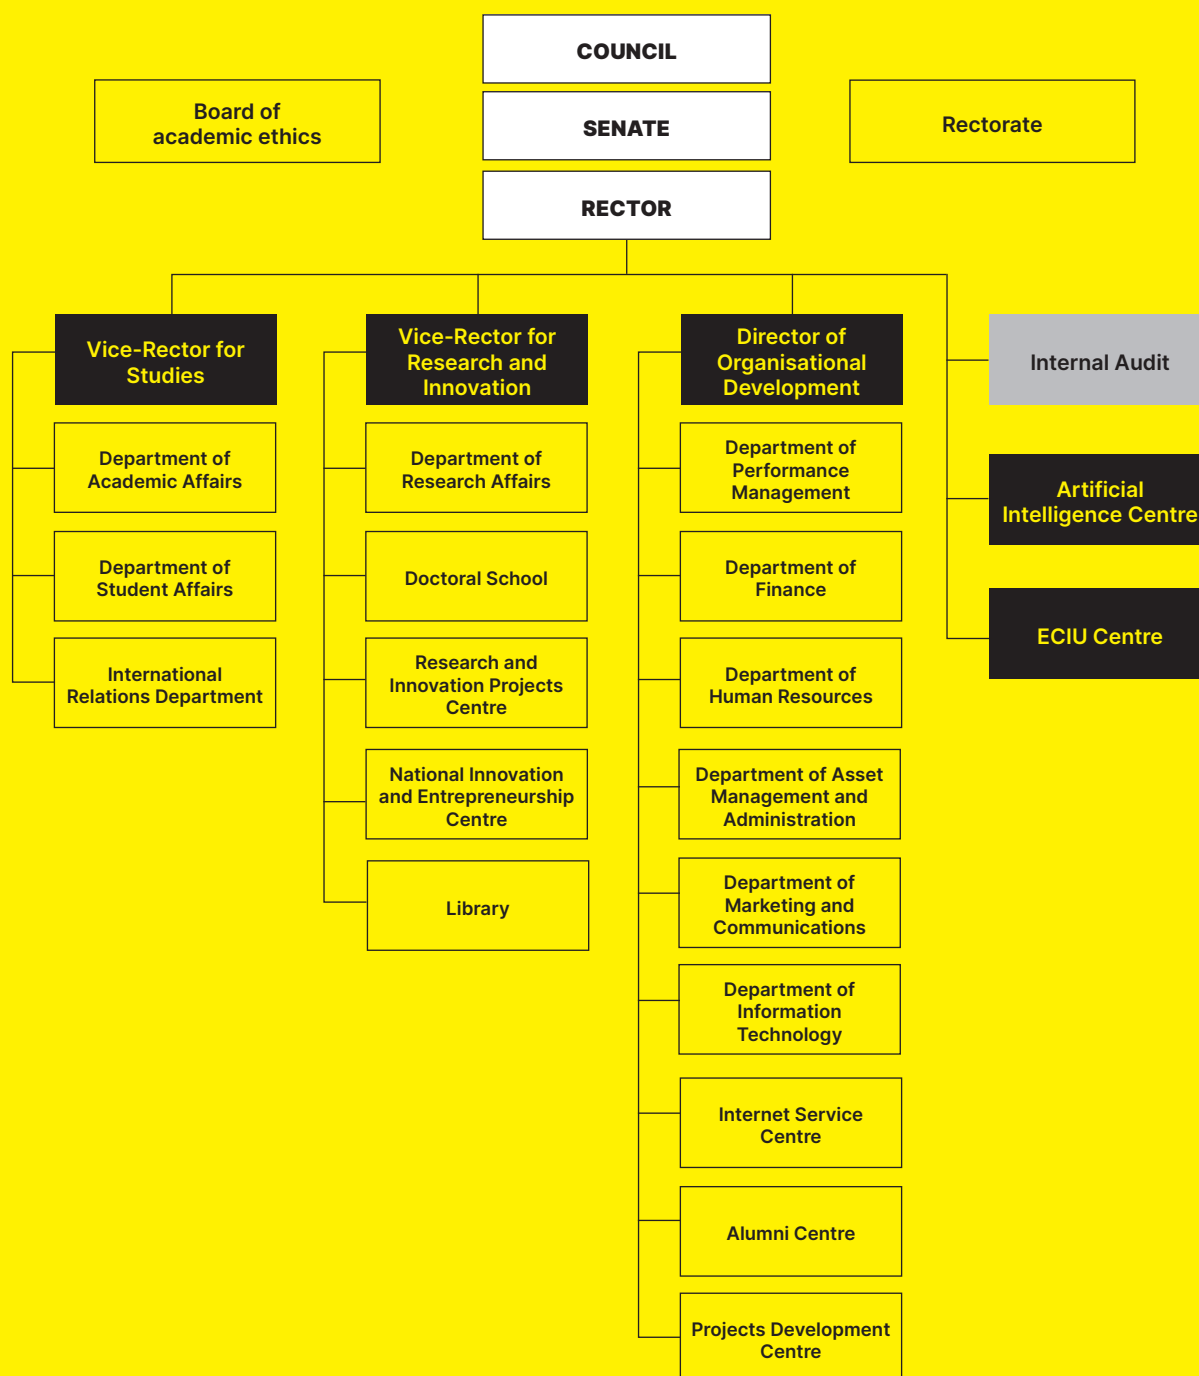 COUNCIL
Board of
academic ethics
SENATE
Rectorate
RECTOR
Vice-Rector for
Studies
Department of
Academic Affairs
Department of
Student Affairs
International
Relations Department
Vice-Rector for
Research and
Innovation
Department of
Research Affairs
Doctoral School
Research and
Innovation Projects
Centre
National Innovation
and Entrepreneurship
Centre
Library
Director of
Organisational
Development
Department of
Performance
Management
Department of
Finance
Department of
Human Resources
Department of Asset
Management and
Administration
Department of
Marketing and
Communications
Department of
Information
Technology
Internet Service
Centre
Alumni Centre
Projects Development
Centre
Internal Audit
Artificial
Intelligence Centre
ECIU Centre